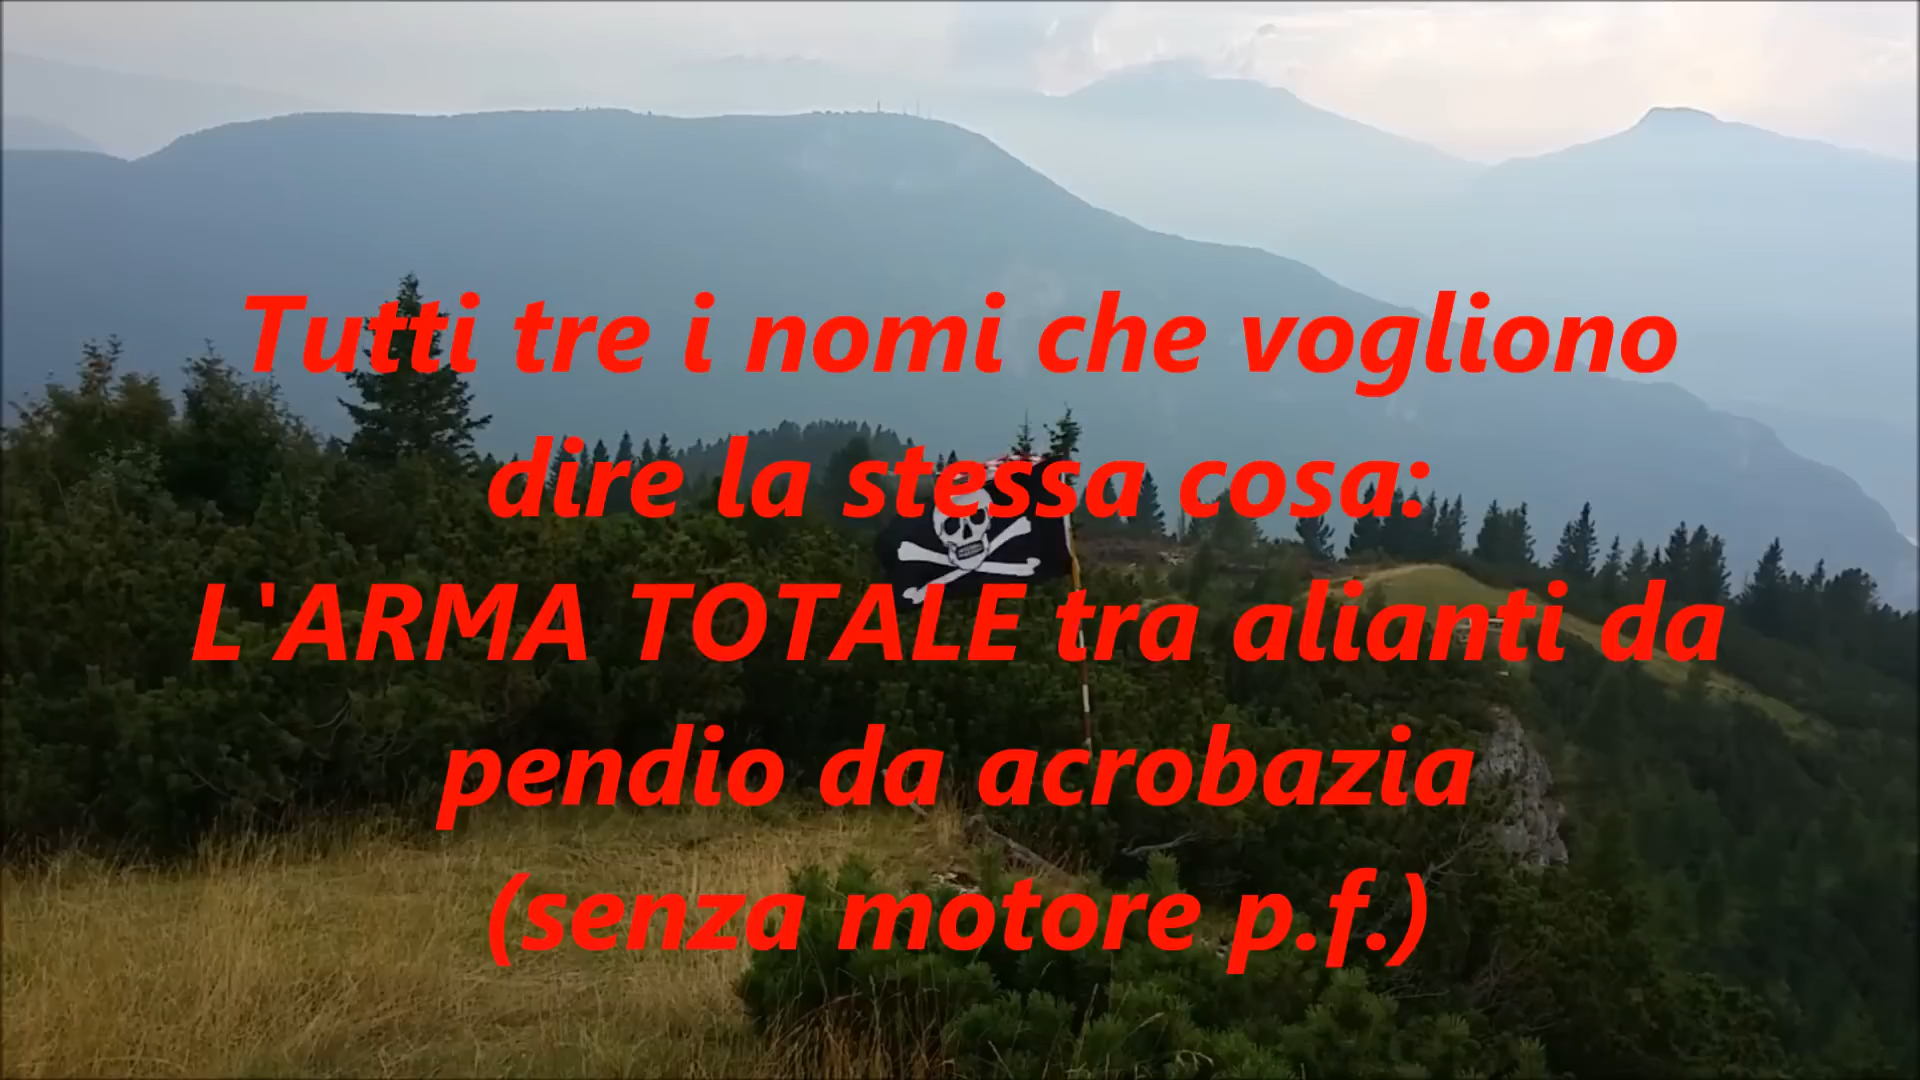 Tutti tre i nomi che vogliono
dire la stessa cosa:
L'ARMA TOTALE tra alianti da
pendio da acrobazia
(senza motore p.f.)